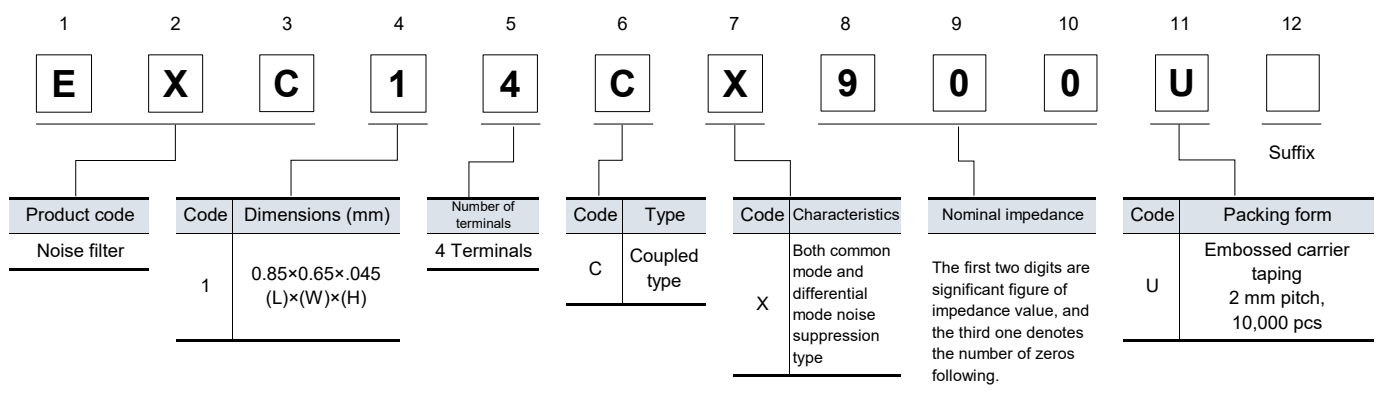 1 2 3 4 5 6 7 8 9 10 11 12
E X C 1 4 C X 9 0 0 U
Suffix
Product code
Noise filter
Code Dimensions (mm)
1 0.85×0.65×.045
(L)×(W)×(H)
Number of
terminals
4 Terminals
Code Type
C Coupled
type
Code Characteristics
X Both common
mode and
differential
mode noise
suppression
type
Nominal impedance
The first two digits are
significant figure of
impedance value, and
the third one denotes
the number of zeros
following.
Code Packing form
U Embossed carrier
taping
2 mm pitch,
10,000 pcs